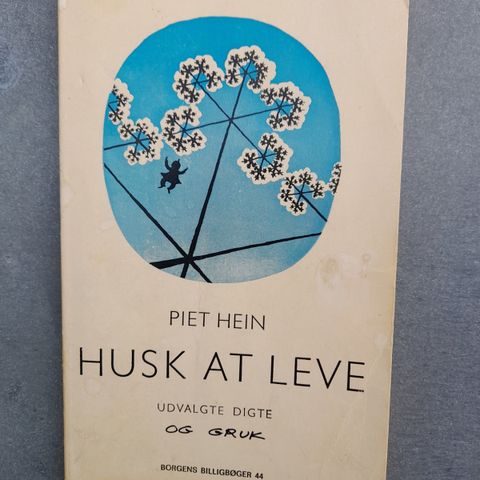 PIET HEIN
HUSK AT LEVE
UDVALGTE DIGTE
OG GRUK
BORGENS BILLIGBØGER 44